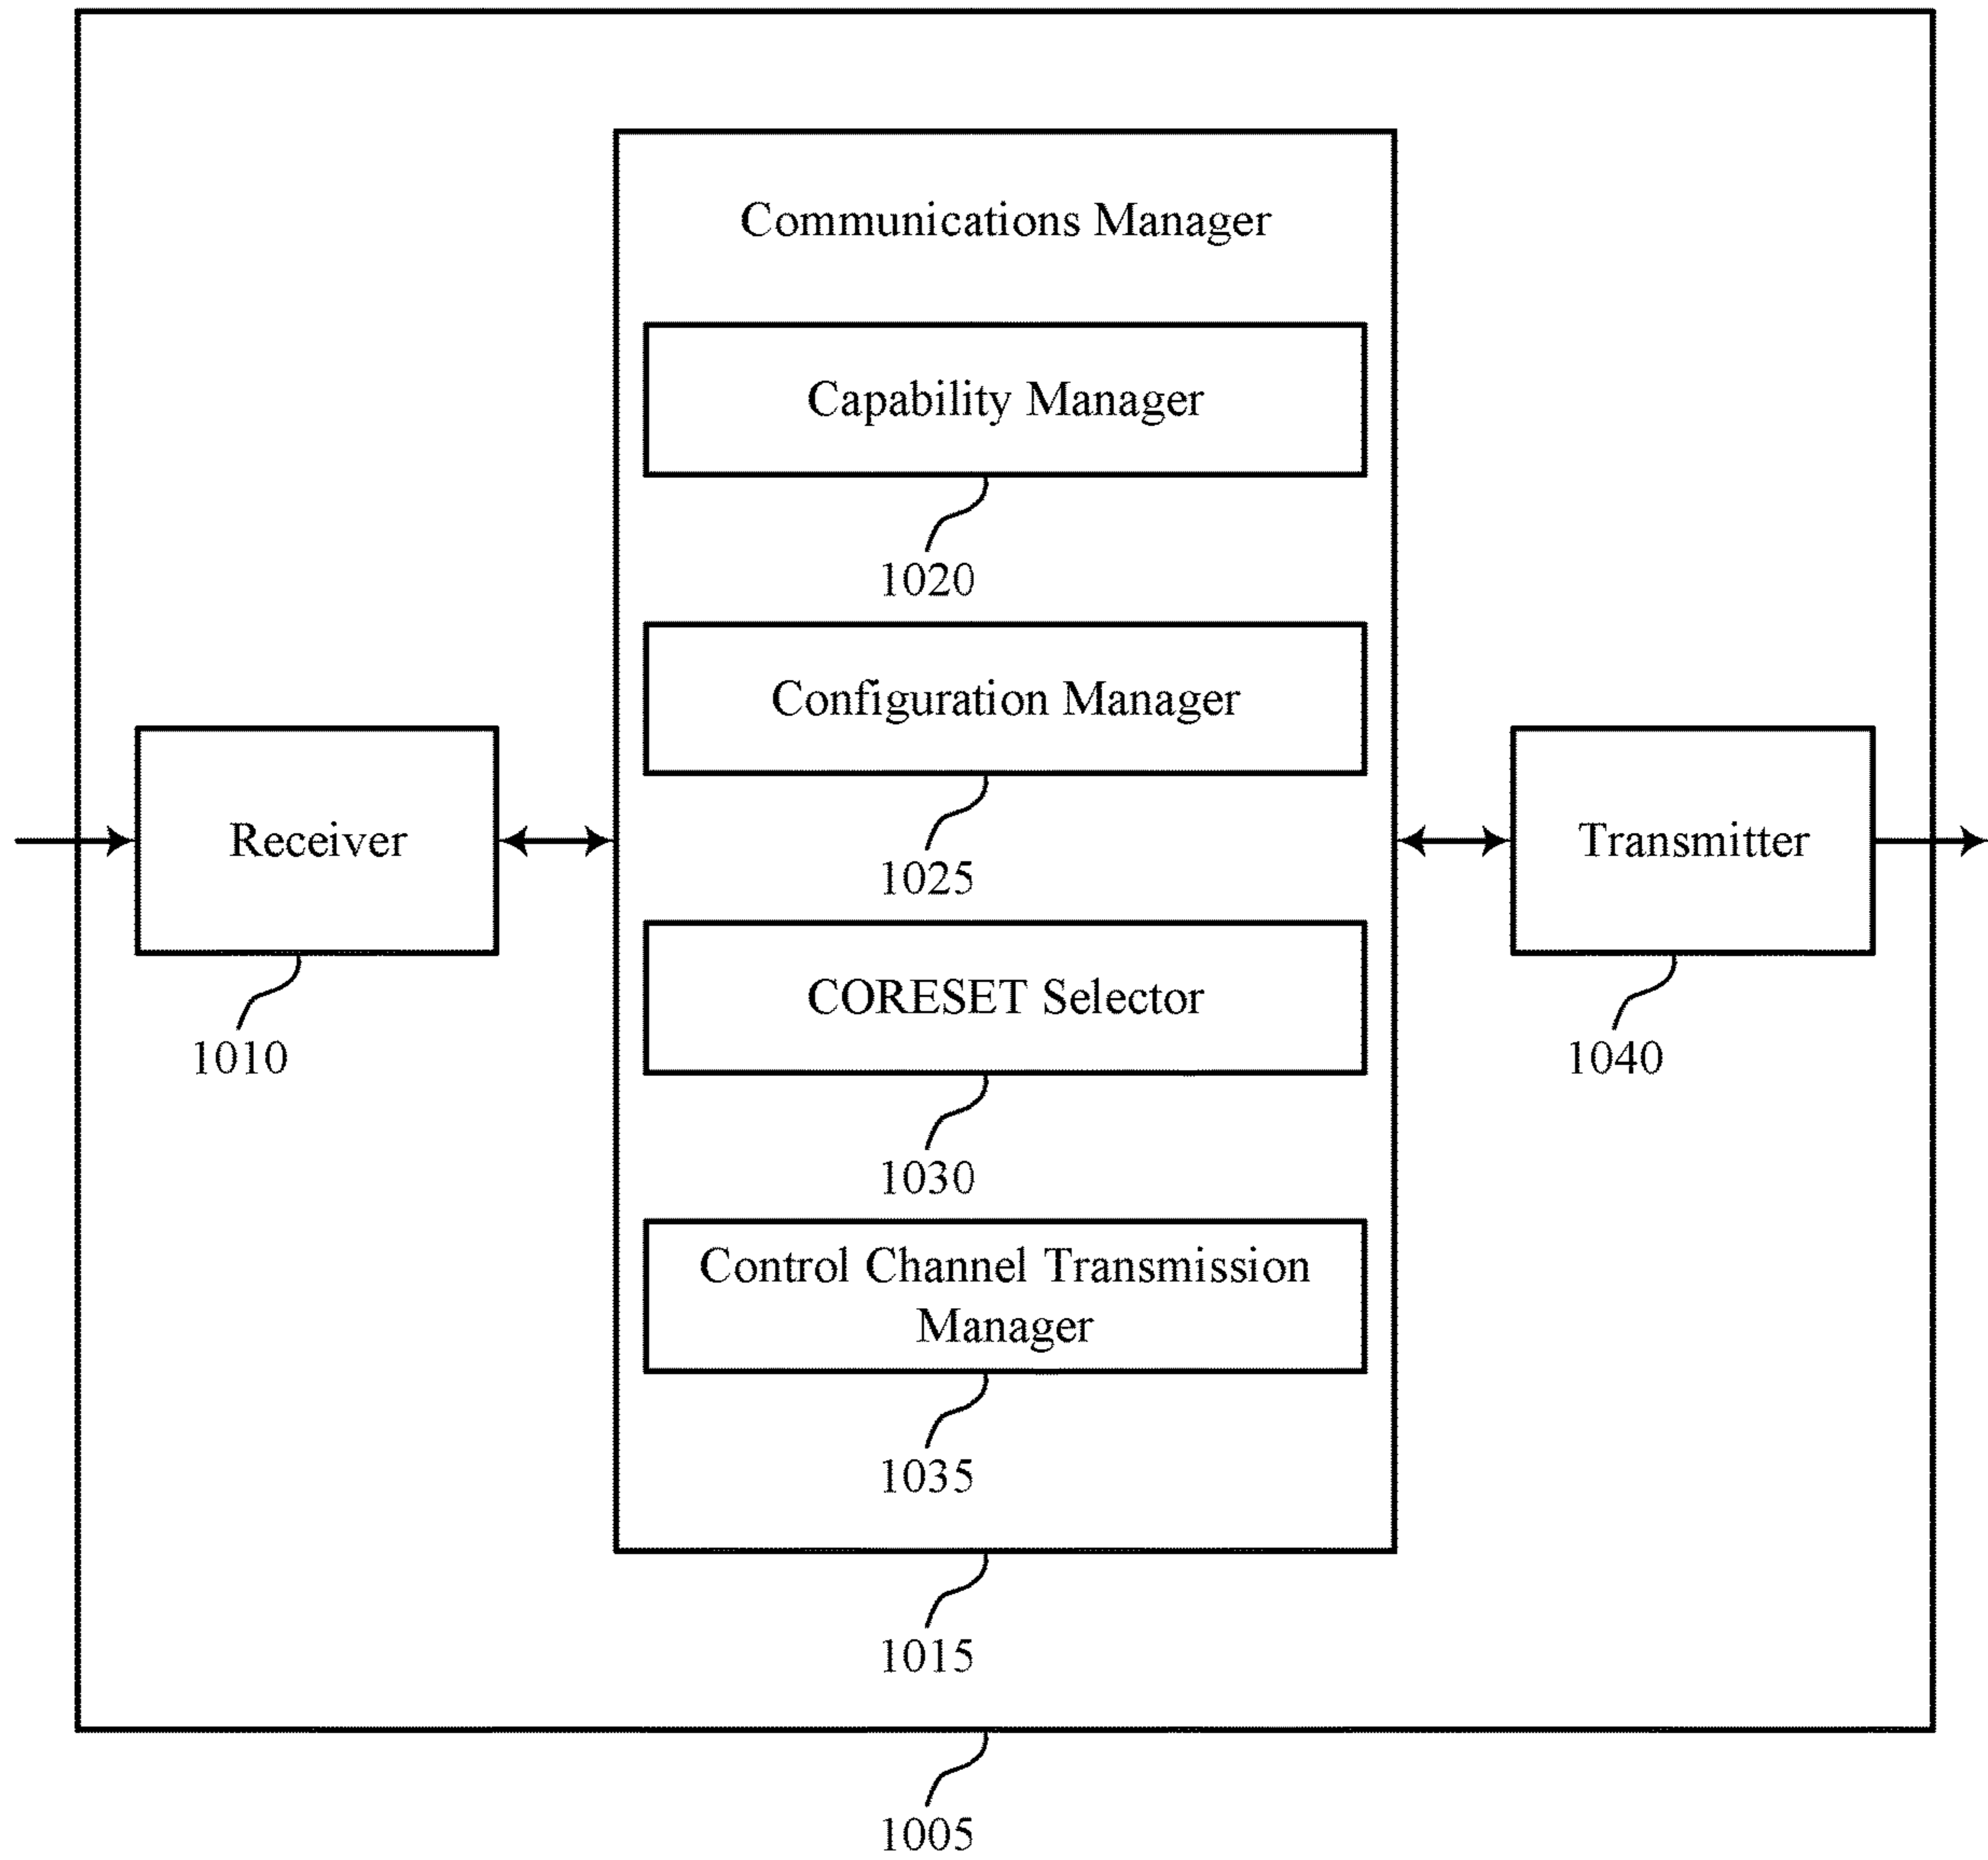 Communications Manager
Capability Manager
1020
Configuration Manager
1025
Receiver
1010
CORESET Selector
1030
Transmitter
1040
Control Channel Transmission
Manager
1035
1015
1005